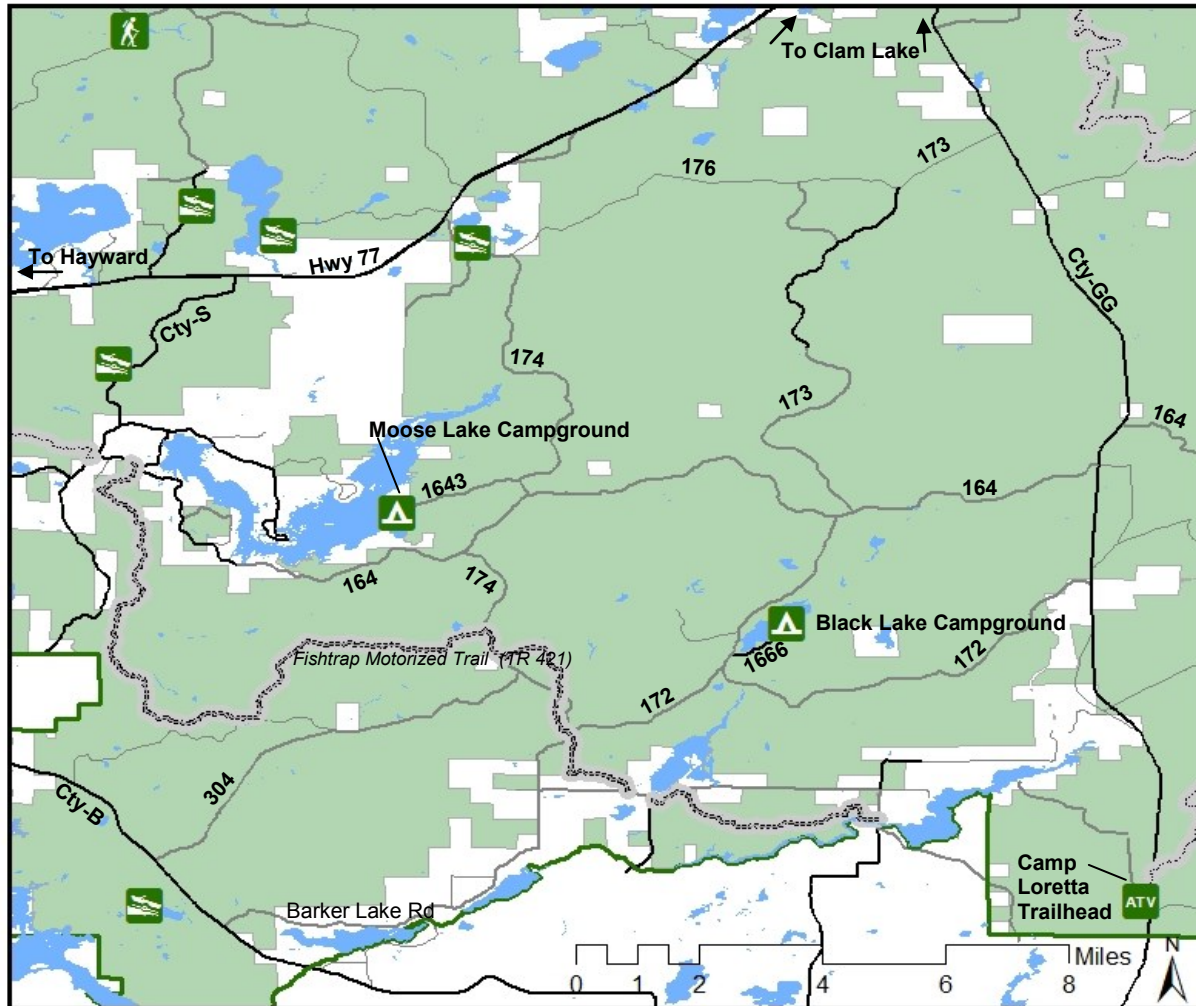 To Clam Lake
173
176
To Hayward
Hwy 77
Cty-GG
Cty-S
174
173
164
Moose Lake Campground
1643
164
164
174
Black Lake Campground
1666
172
Fishtrap Motorized Trail (TR 421)
172
304
Cty-B
Camp
Loretta
Trailhead
ATV
Barker Lake Rd
N
Miles
0 1 2 4 6 8